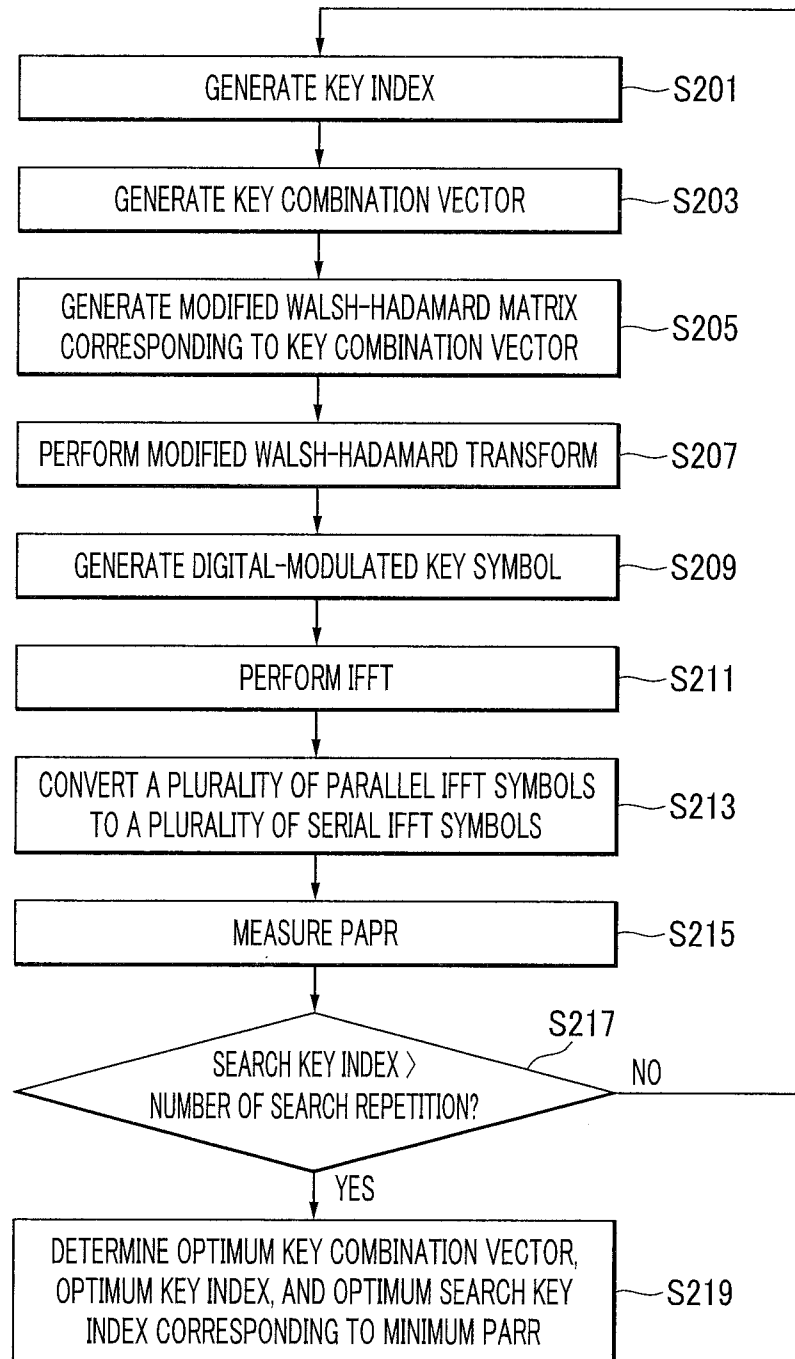 GENERATE KEY INDEX
S201
GENERATE KEY COMBINATION VECTOR
S203
GENERATE MODIFIED WALSH-HADAMARD MATRIX
CORRESPONDING TO KEY COMBINATION VECTOR
S205
PERFORM MODIFIED WALSH-HADAMARD TRANSFORM
S207
GENERATE DIGITAL-MODULATED KEY SYMBOL
S209
PERFORM IFFT
S211
CONVERT A PLURALITY OF PARALLEL IFFT SYMBOLS
TO A PLURALITY OF SERIAL IFFT SYMBOLS
S213
MEASURE PAPR
S215
S217
SEARCH KEY INDEX >
NUMBER OF SEARCH REPETITION?
NO
YES
DETERMINE OPTIMUM KEY COMBINATION VECTOR,
OPTIMUM KEY INDEX, AND OPTIMUM SEARCH KEY
INDEX CORRESPONDING TO MINIMUM PARR
S219